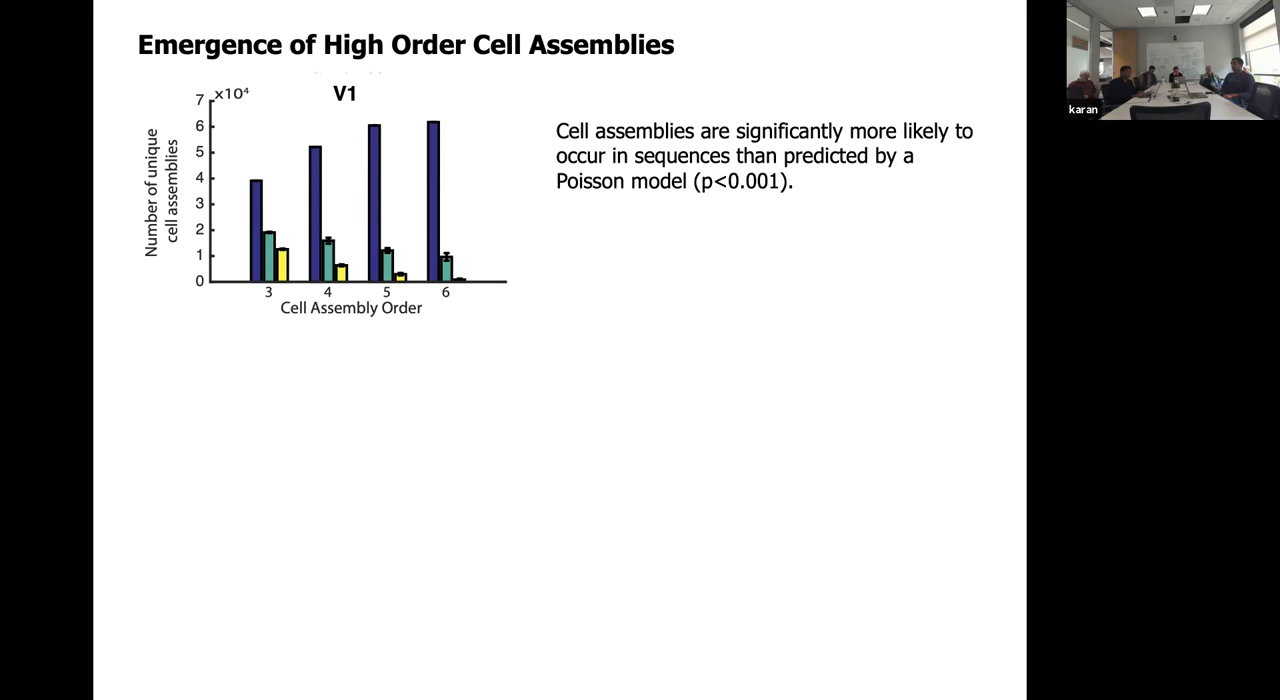 Emergence of High Order Cell Assemblies
V1
×10⁴
7
6
5
4
3
2
1
0
Number of unique
cell assemblies
3 4 5 6
Cell Assembly Order
Cell assemblies are significantly more likely to
occur in sequences than predicted by a
Poisson model (p<0.001).
karan